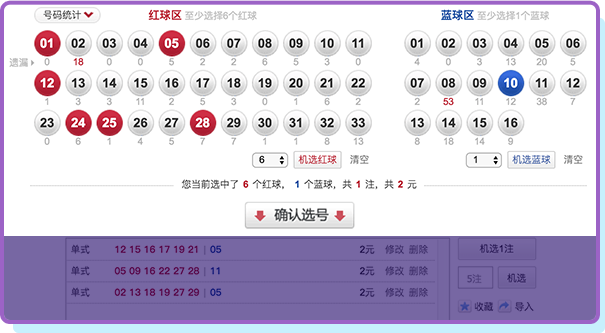 号码统计 红球区 至少选择6个红球 蓝球区 至少选择1个蓝球
01 02 03 04 05 06 07 08 09 10 11 01 02 03 04 05 06
遗漏 0 18 0 0 5 2 2 6 6 3 0 4 0 3 13 20 5
12 13 14 15 16 17 18 19 20 21 22 07 08 09 10 11 12
1 3 3 11 2 5 3 0 1 6 2 2 53 11 12 38 7
23 24 25 26 27 28 29 30 31 32 33 13 14 15 16
0 6 1 4 0 7 7 1 1 8 13 8 18 14 9
6 机选红球 清空 1 机选蓝球 清空
您当前选中了 6 个红球， 1 个蓝球，共 1 注，共 2 元
确认选号
单式 12 15 16 17 19 21 | 05 2元 修改 删除 机选1注
单式 05 09 16 22 27 28 | 11 2元 修改 删除 5注 机选
单式 02 13 18 19 27 29 | 05 2元 修改 删除 收藏 导入